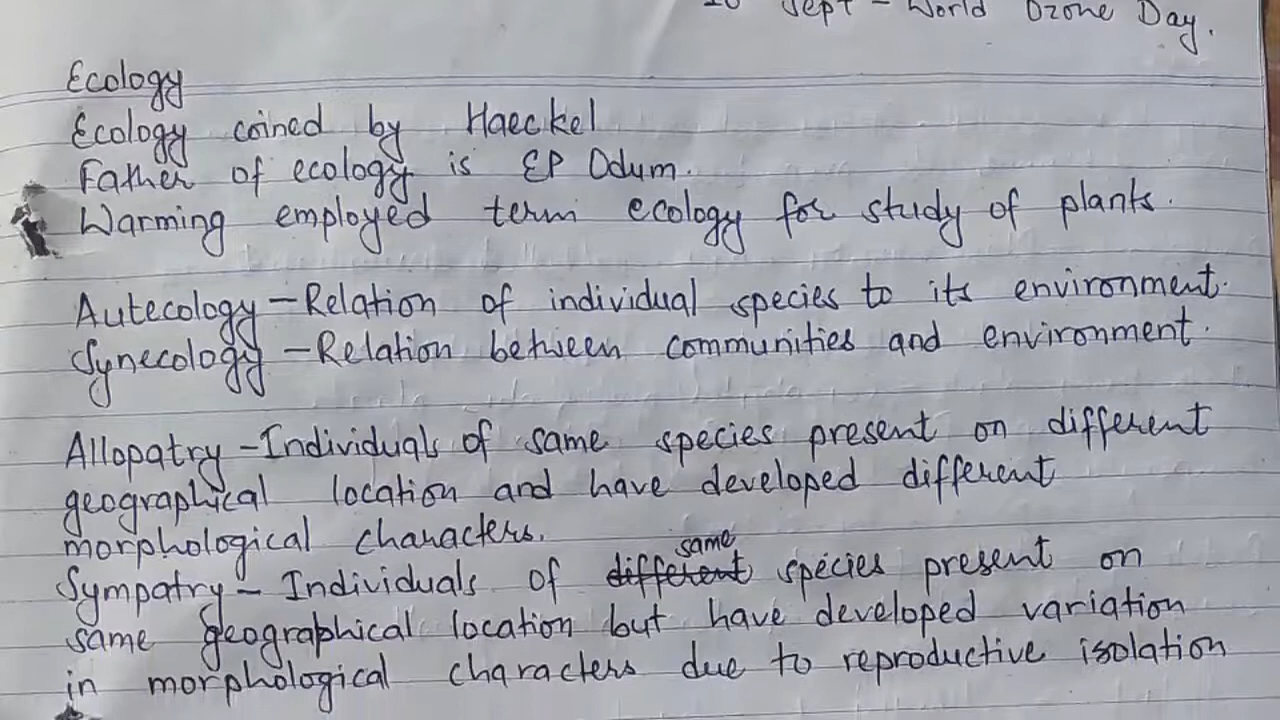 Sept - World Ozone Day.
Ecology
Ecology coined by Haeckel
Father of ecology is EP Odum.
Warming employed term ecology for study of plants.
Autecology - Relation of individual species to its environment.
Synecology - Relation between communities and environment.
Allopatry - Individuals of same species present on different
geographical location and have developed different
morphological characters.
same
Sympatry - Individuals of different species present on
same geographical location but have developed variation
in morphological characters due to reproductive isolation